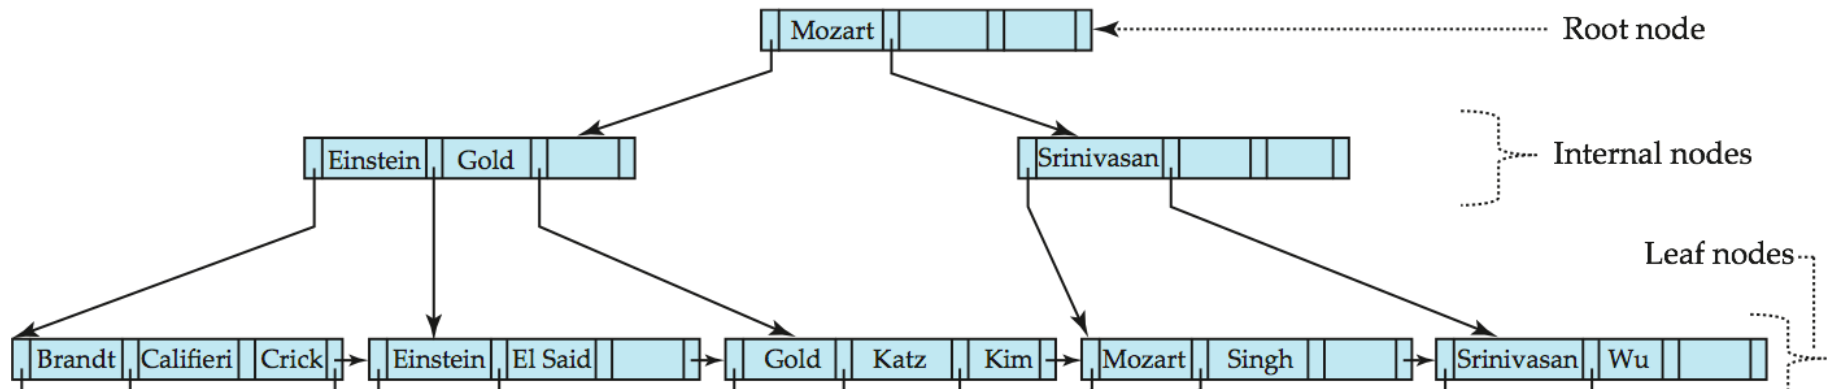 Mozart
Root node
Einstein Gold
Srinivasan
Internal nodes
Leaf nodes
Brandt Califieri Crick Einstein El Said Gold Katz Kim Mozart Singh Srinivasan Wu